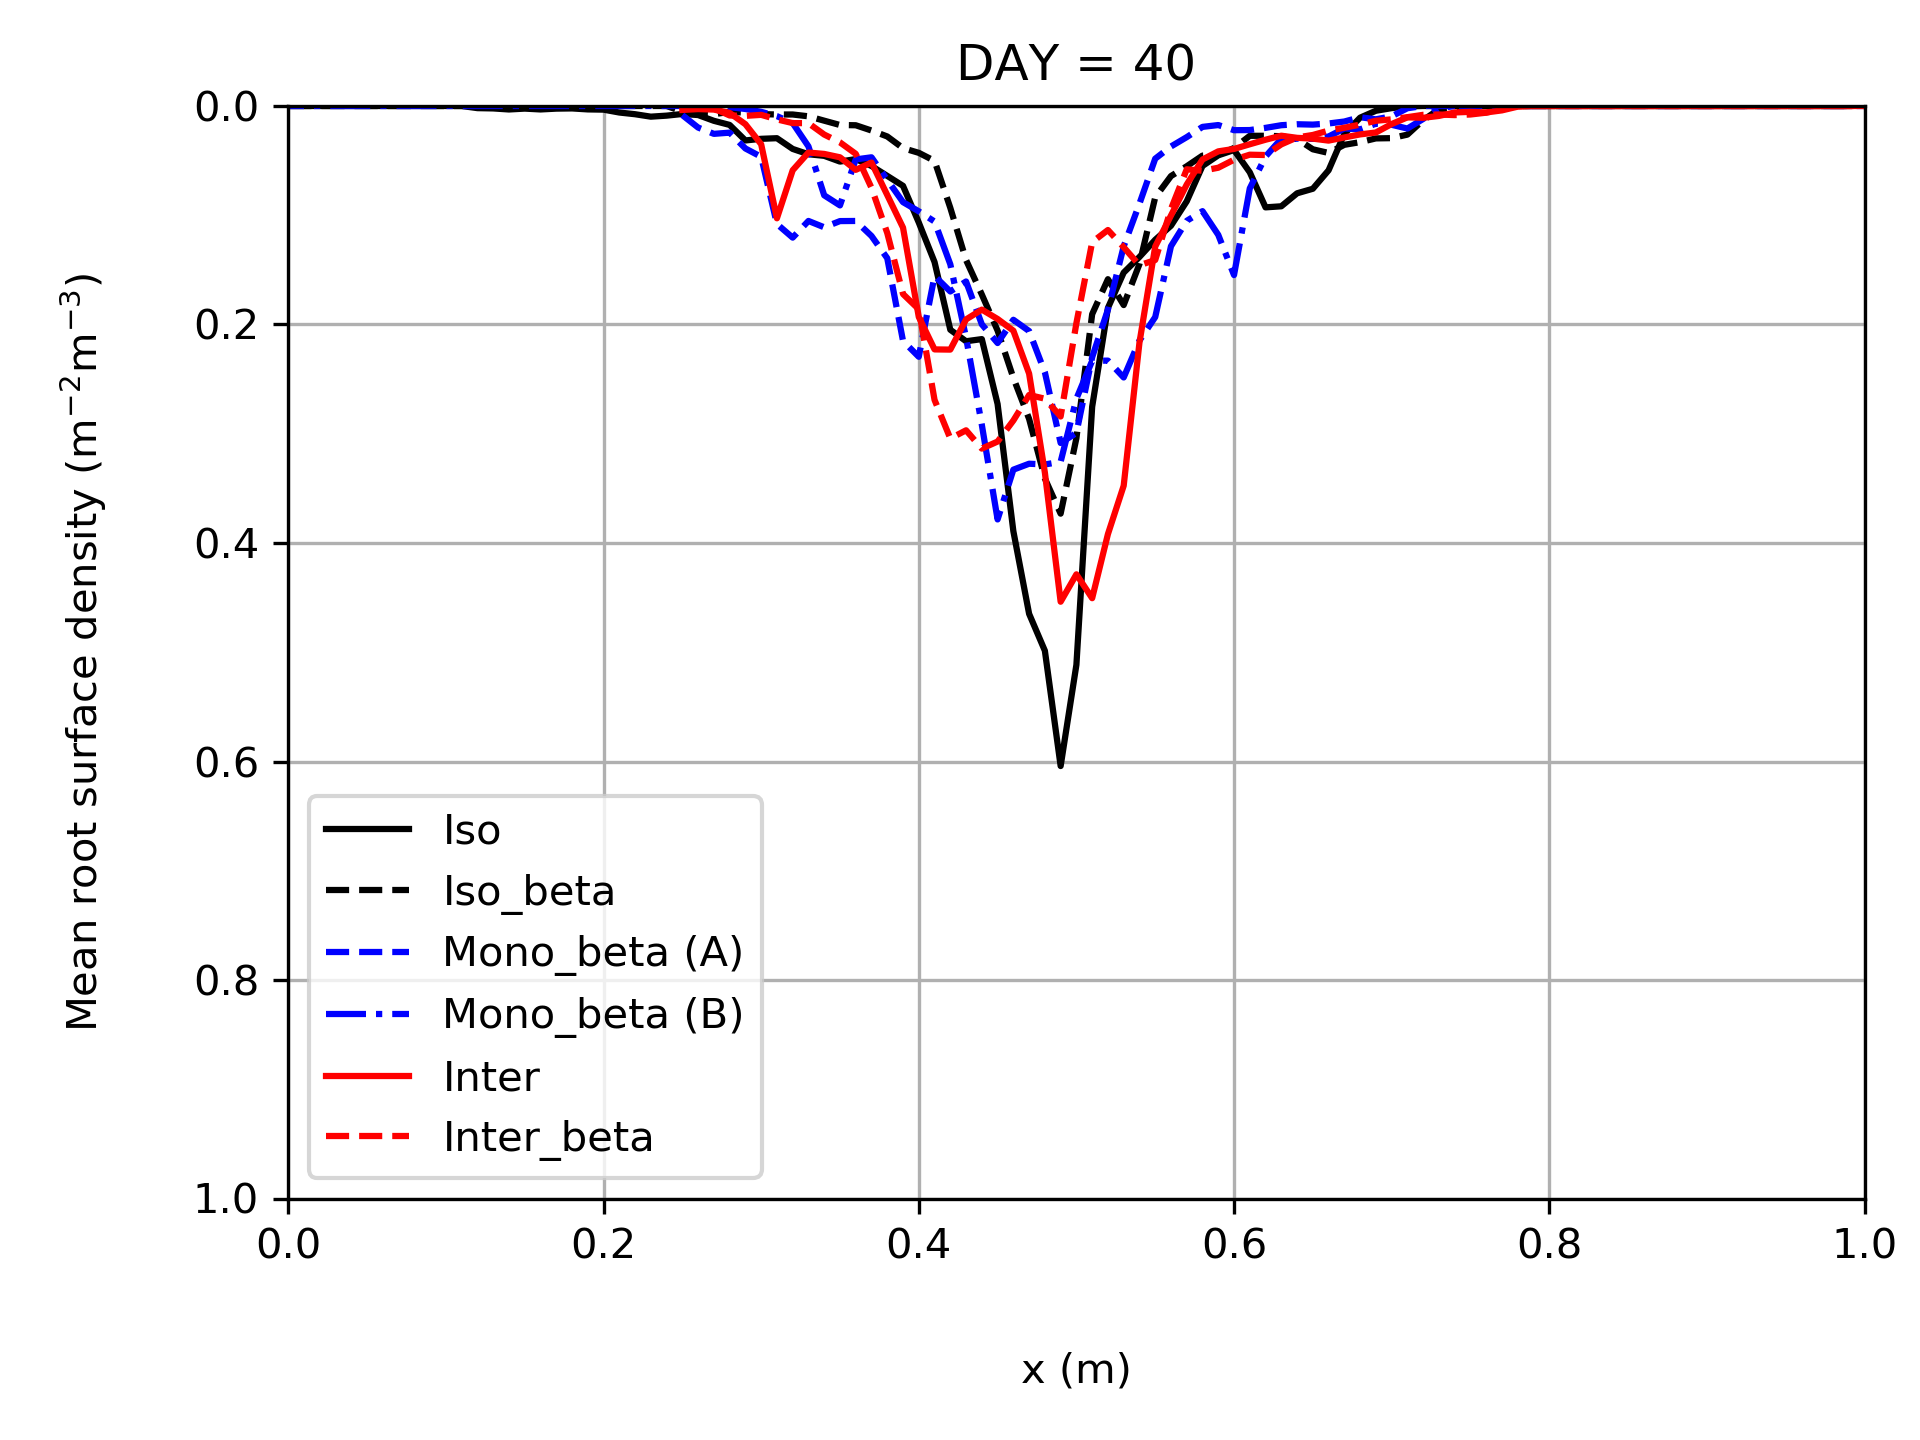 DAY = 40
Mean root surface density (m⁻²m⁻³)
0.0
0.2
0.4
0.6
0.8
1.0
Iso
Iso_beta
Mono_beta (A)
Mono_beta (B)
Inter
Inter_beta
0.0 0.2 0.4 0.6 0.8 1.0
x (m)